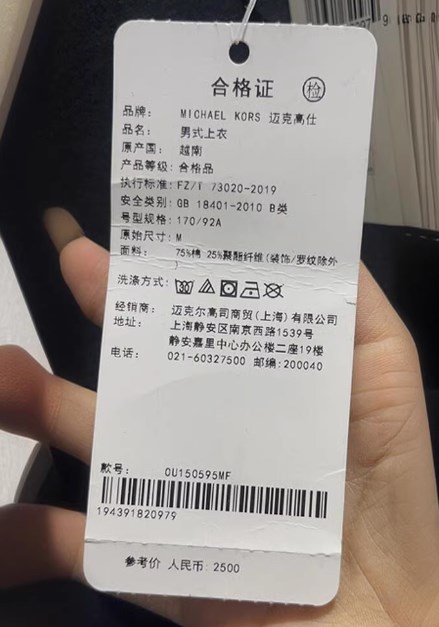 合格证 检
品牌: MICHAEL KORS 迈克高仕
品名: 男式上衣
原产国: 越南
产品等级: 合格品
执行标准: FZ/T 73020-2019
安全类别: GB 18401-2010 B类
号型规格: 170/92A
原始尺寸: M
面料: 75%棉 25%聚酯纤维(装饰/罗纹除外
洗涤方式:
经销商: 迈克尔高司商贸(上海)有限公司
地址: 上海静安区南京西路1539号
静安嘉里中心办公楼二座19楼
电话: 021-60327500 邮编:200040
款号: OU150595MF
194391820979
参考价 人民币: 2500